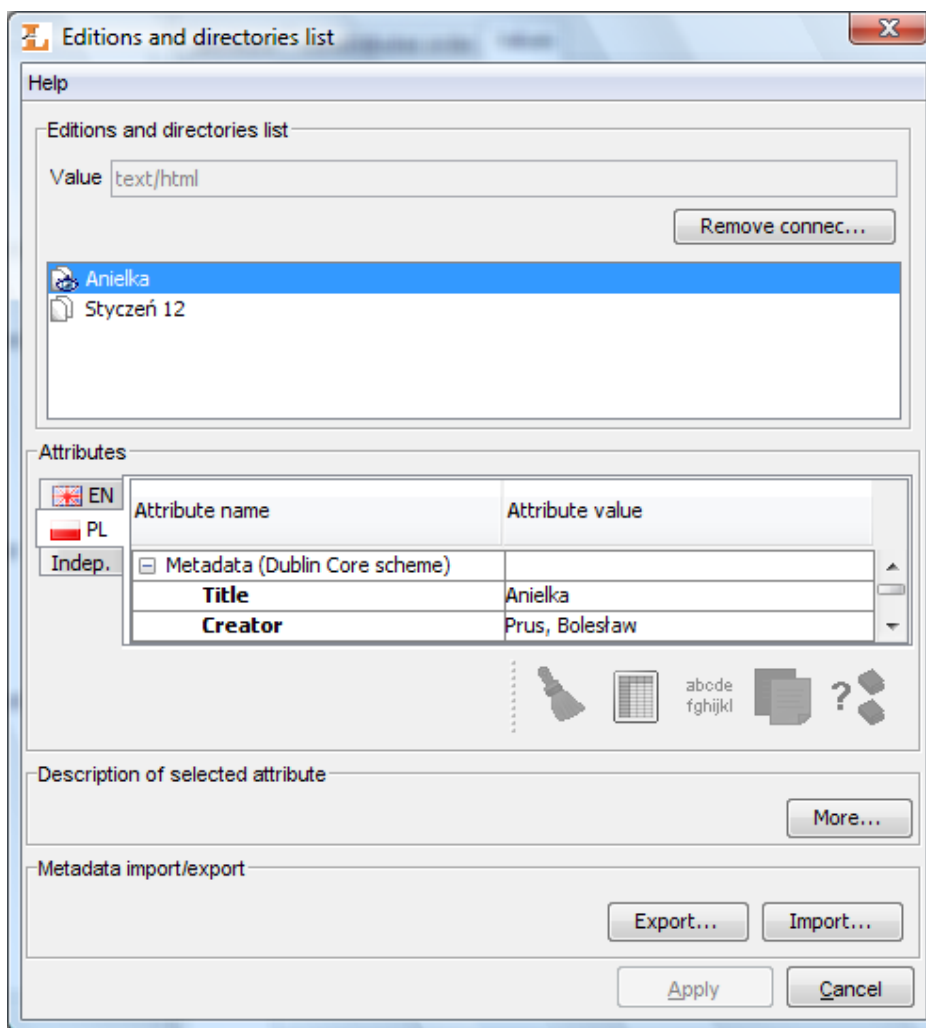 Editions and directories list
Help
Editions and directories list
Value text/html
Remove connec...
Anielka
Styczeń 12
Attributes
EN
PL
Indep.
Attribute name Attribute value
Metadata (Dublin Core scheme)
Title Anielka
Creator Prus, Bolesław
abcde
fghijkl
?
Description of selected attribute
More...
Metadata import/export
Export... Import...
Apply Cancel